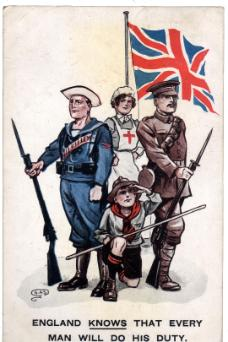 ENGLAND KNOWS THAT EVERY
MAN WILL DO HIS DUTY.